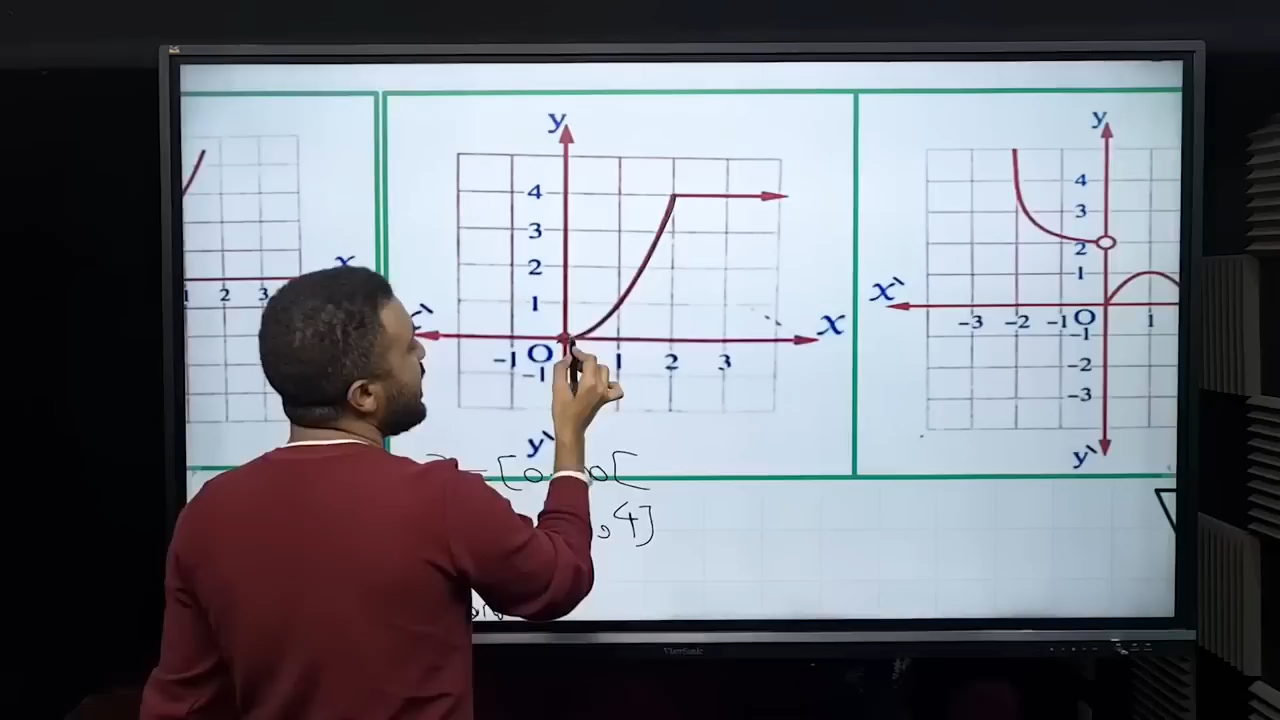 y
4
3
2
1
x
-1 O 1 2 3
-1
y`
1 2 3
x
y
4
3
2
1
x`
-3 -2 -1 O 1
-1
-2
-3
y`
, 4]
ViewSonic